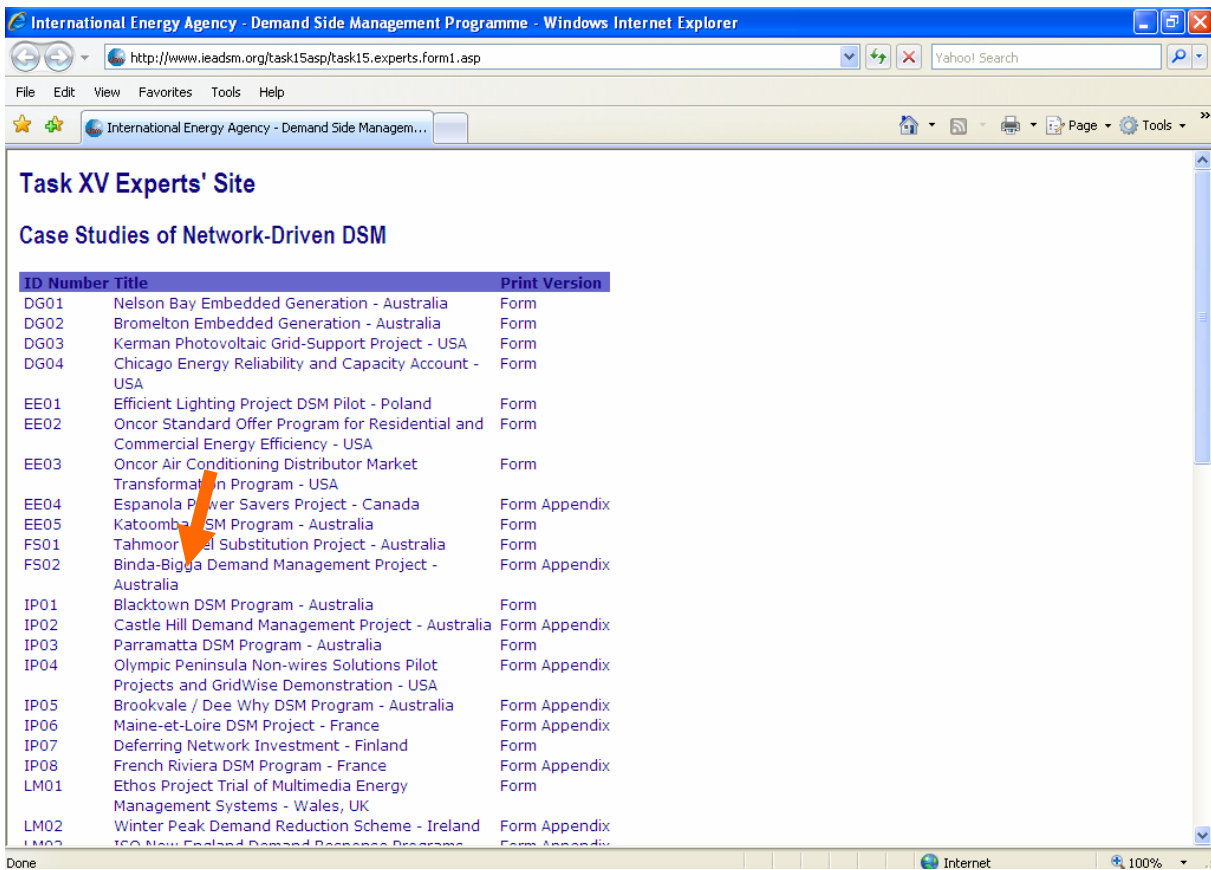 International Energy Agency - Demand Side Management Programme - Windows Internet Explorer
http://www.ieadsm.org/task15asp/task15.experts.form1.asp
Yahoo! Search
File Edit View Favorites Tools Help
International Energy Agency - Demand Side Managem...
Page Tools
Task XV Experts' Site
Case Studies of Network-Driven DSM
ID Number Title Print Version
DG01 Nelson Bay Embedded Generation - Australia Form
DG02 Bromelton Embedded Generation - Australia Form
DG03 Kerman Photovoltaic Grid-Support Project - USA Form
DG04 Chicago Energy Reliability and Capacity Account - Form
USA
EE01 Efficient Lighting Project DSM Pilot - Poland Form
EE02 Oncor Standard Offer Program for Residential and Form
Commercial Energy Efficiency - USA
EE03 Oncor Air Conditioning Distributor Market Form
Transformation Program - USA
EE04 Espanola Power Savers Project - Canada Form Appendix
EE05 Katoomba DSM Program - Australia Form
FS01 Tahmoor Fuel Substitution Project - Australia Form
FS02 Binda-Bigga Demand Management Project - Form Appendix
Australia
IP01 Blacktown DSM Program - Australia Form
IP02 Castle Hill Demand Management Project - Australia Form Appendix
IP03 Parramatta DSM Program - Australia Form
IP04 Olympic Peninsula Non-wires Solutions Pilot Form Appendix
Projects and GridWise Demonstration - USA
IP05 Brookvale / Dee Why DSM Program - Australia Form Appendix
IP06 Maine-et-Loire DSM Project - France Form Appendix
IP07 Deferring Network Investment - Finland Form
IP08 French Riviera DSM Program - France Form Appendix
LM01 Ethos Project Trial of Multimedia Energy Form
Management Systems - Wales, UK
LM02 Winter Peak Demand Reduction Scheme - Ireland Form Appendix
LM03 ISO New England Demand Response Programs Form Appendix
Done Internet 100%